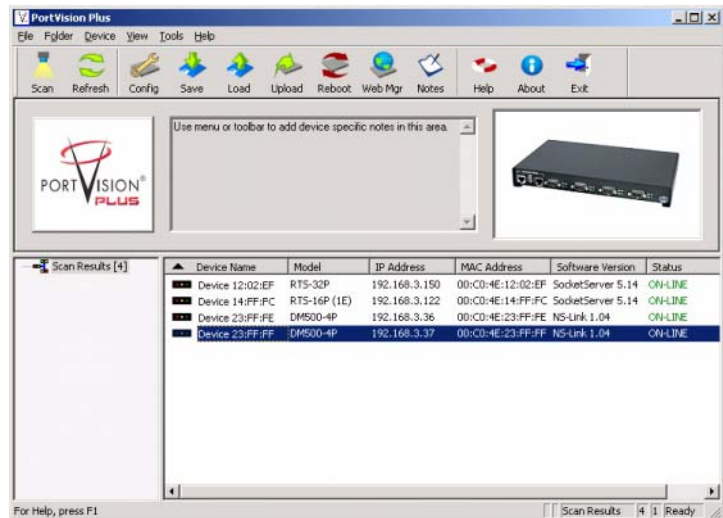 PortVision Plus
File Folder Device View Tools Help
Scan Refresh Config Save Load Upload Reboot Web Mgr Notes Help About Exit
Use menu or toolbar to add device specific notes in this area.
PORTVISION®
PLUS
Scan Results [4]
Device Name Model IP Address MAC Address Software Version Status
Device 12:02:EF RTS-32P 192.168.3.150 00:C0:4E:12:02:EF SocketServer 5.14 ON-LINE
Device 14:FF:FC RTS-16P (1E) 192.168.3.122 00:C0:4E:14:FF:FC SocketServer 5.14 ON-LINE
Device 23:FF:FE DM500-4P 192.168.3.36 00:C0:4E:23:FF:FE NS-Link 1.04 ON-LINE
Device 23:FF:FF DM500-4P 192.168.3.37 00:C0:4E:23:FF:FF NS-Link 1.04 ON-LINE
For Help, press F1
Scan Results 4 1 Ready